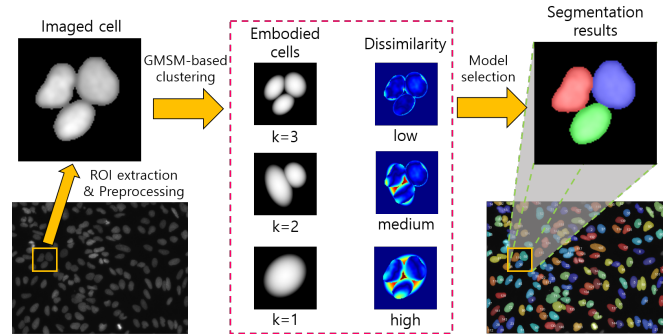 Imaged cell
GMSM-based
clustering
Embodied
cells
Dissimilarity
Model
selection
Segmentation
results
k=3
low
ROI extraction
& Preprocessing
k=2
medium
k=1
high